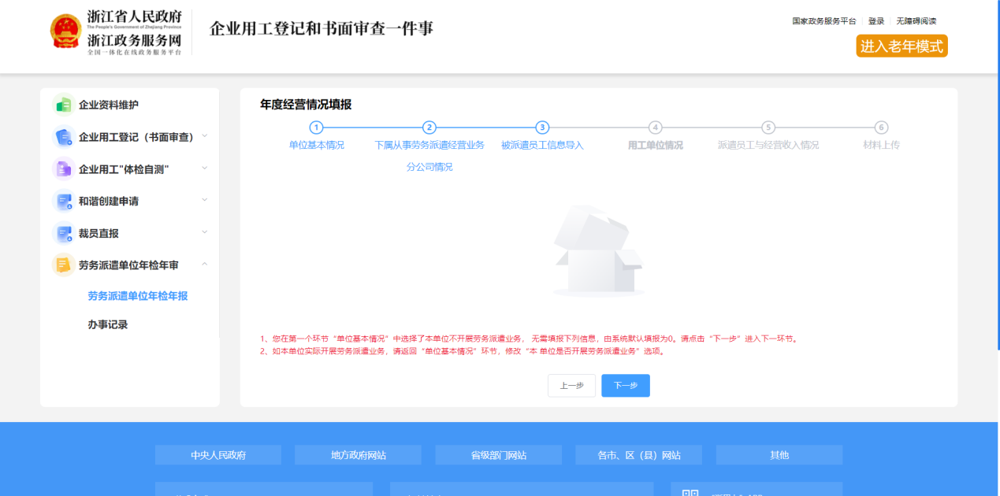 浙江省人民政府
The People's Government of Zhejiang Province
浙江政务服务网
全国一体化在线政务服务平台
企业用工登记和书面审查一件事
国家政务服务平台 登录 无障碍阅读
进入老年模式
企业资料维护
企业用工登记（书面审查）
企业用工"体检自测"
和谐创建申请
裁员直报
劳务派遣单位年检年审
劳务派遣单位年检年报
办事记录
年度经营情况填报
1 2 3 4 5 6
单位基本情况 下属从事劳务派遣经营业务 被派遣员工信息导入 用工单位情况 派遣员工与经营收入情况 材料上传
分公司情况
1、您在第一个环节“单位基本情况”中选择了本单位不开展劳务派遣业务， 无需填报下列信息，由系统默认填报为0。请点击“下一步”进入下一环节。
2、如本单位实际开展劳务派遣业务，请返回“单位基本情况”环节，修改“本 单位是否开展劳务派遣业务”选项。
上一步 下一步
中央人民政府 地方政府网站 省级部门网站 各市、区（县）网站 其他